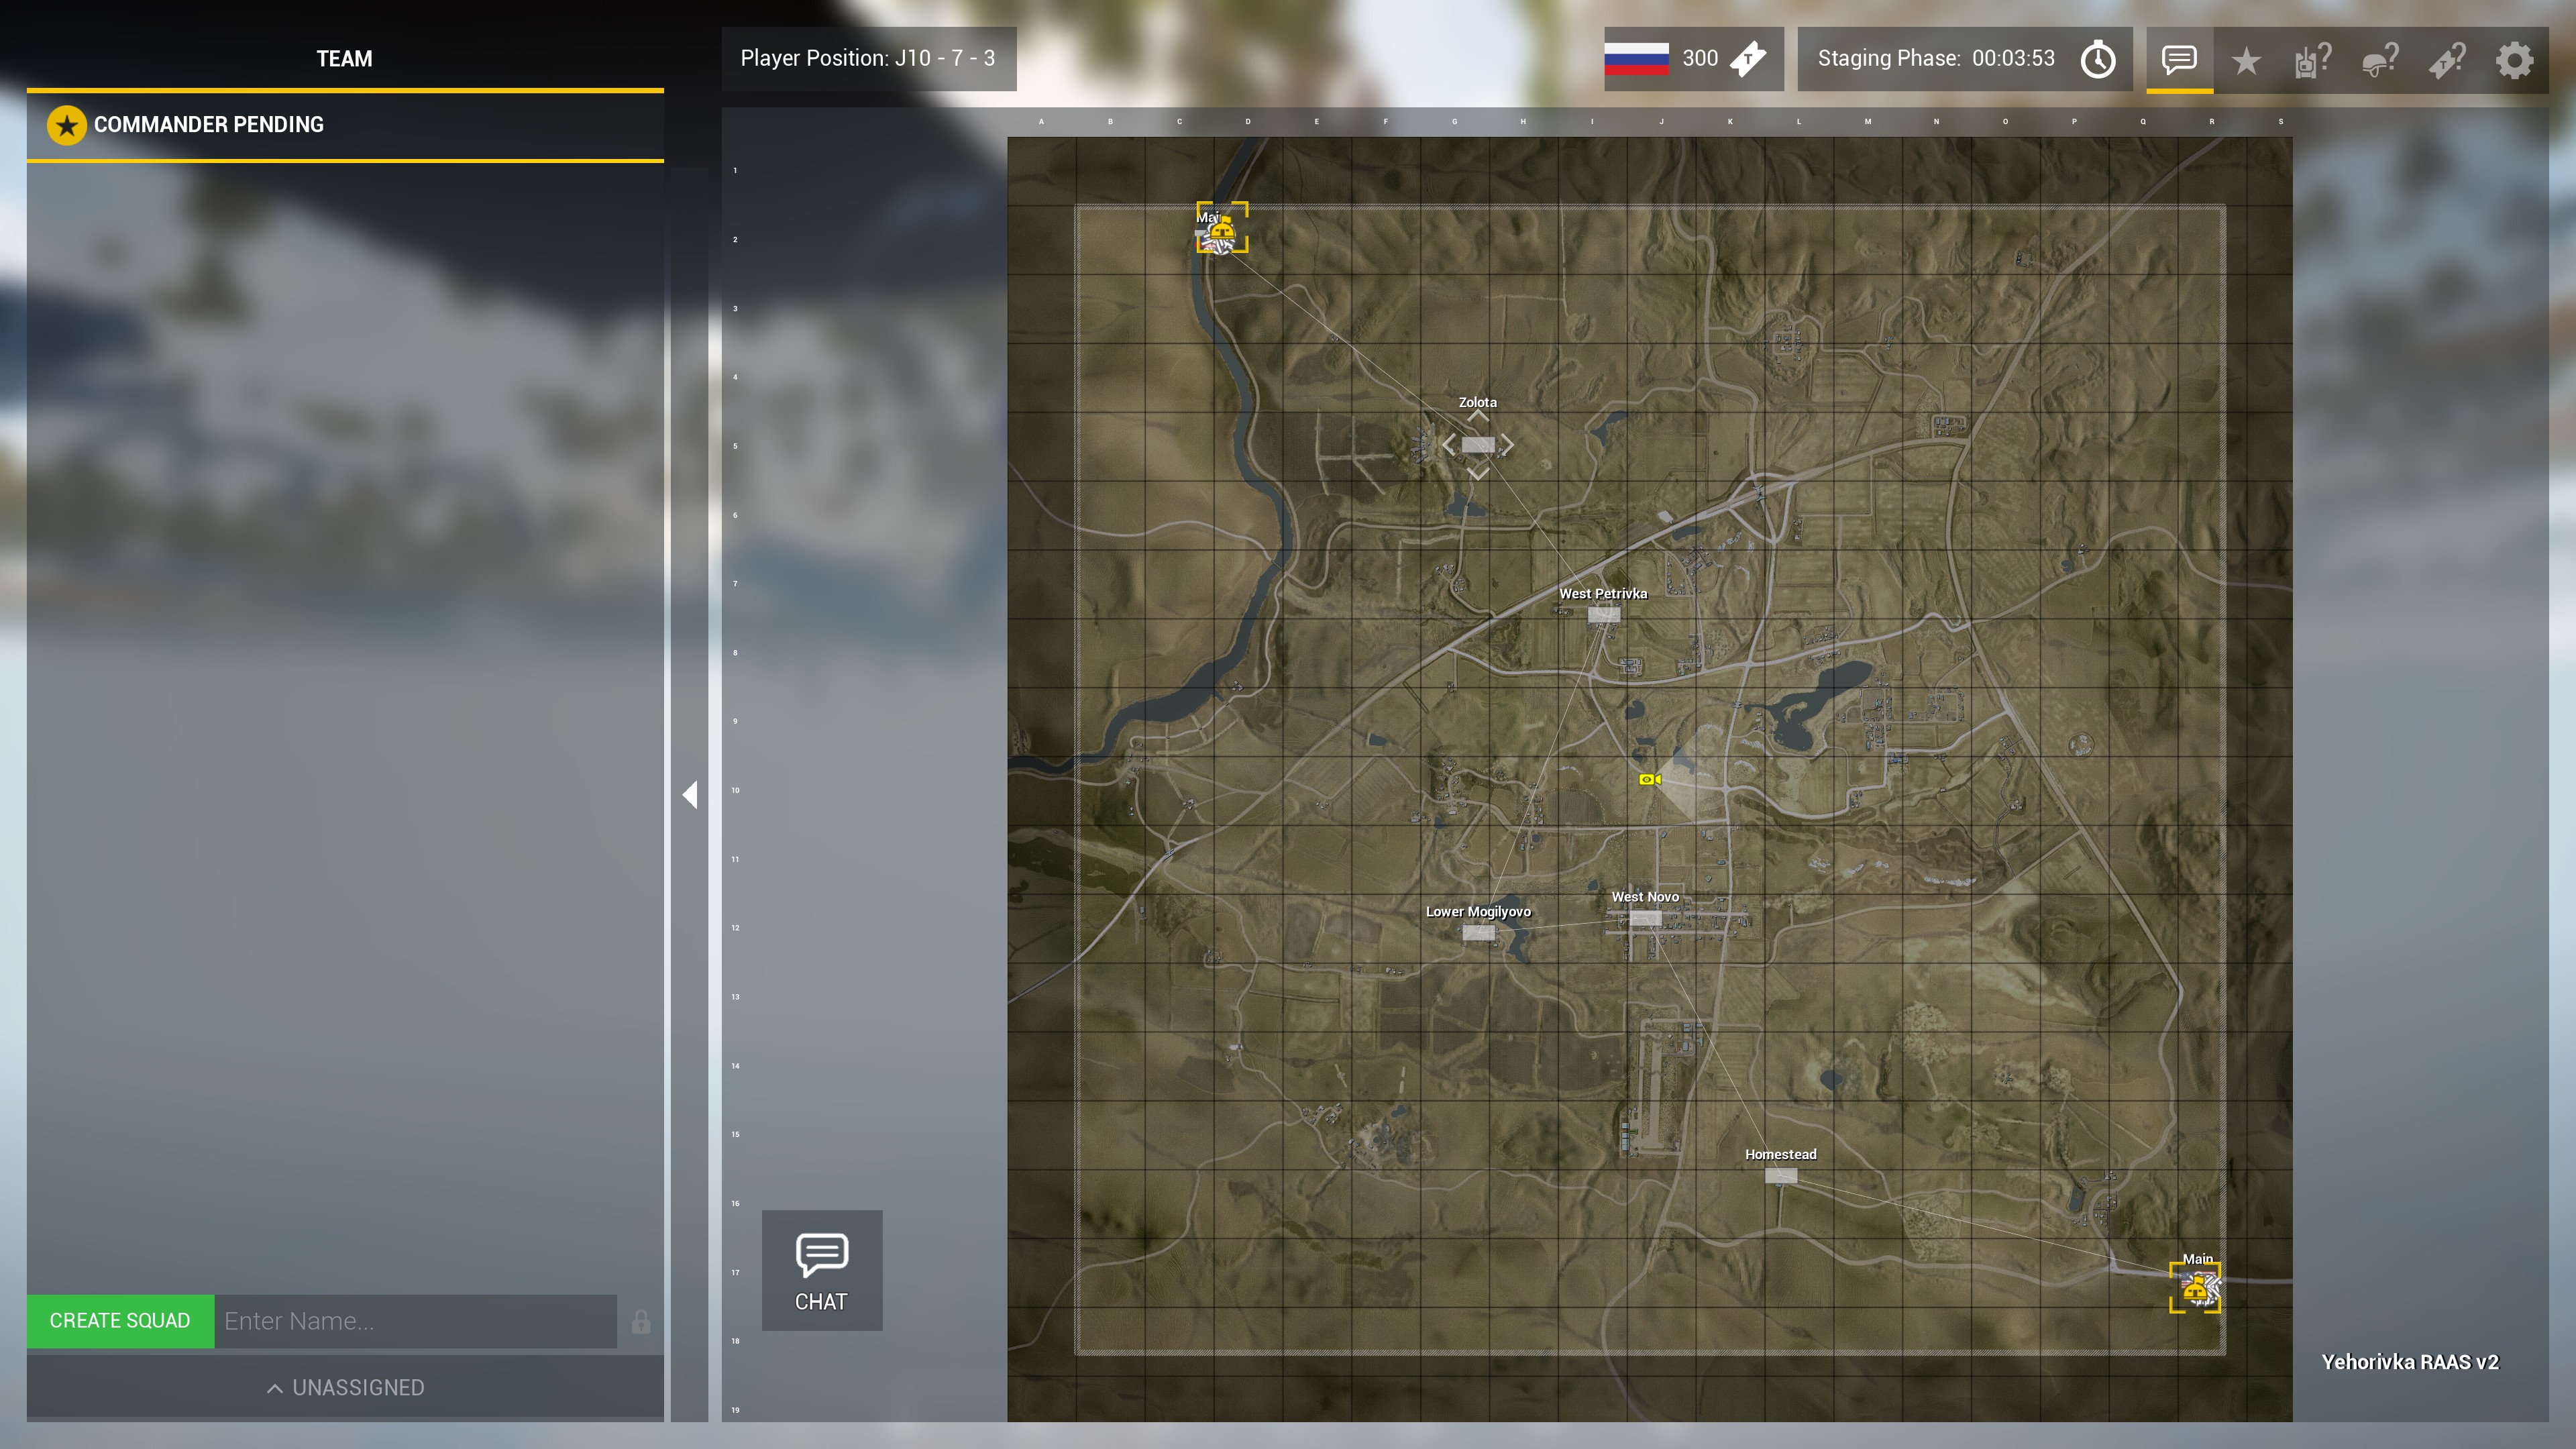 TEAM
Player Position: J10 - 7 - 3
300
T
Staging Phase: 00:03:53
COMMANDER PENDING
A B C D E F G H I J K L M N O P Q R S
1
Main
2
3
4
Zolota
5
6
7
West Petrivka
8
9
10
11
West Novo
Lower Mogilyovo
12
13
14
15
Homestead
16
CHAT
Main
17
CREATE SQUAD
Enter Name...
18
Yehorivka RAAS v2
UNASSIGNED
19